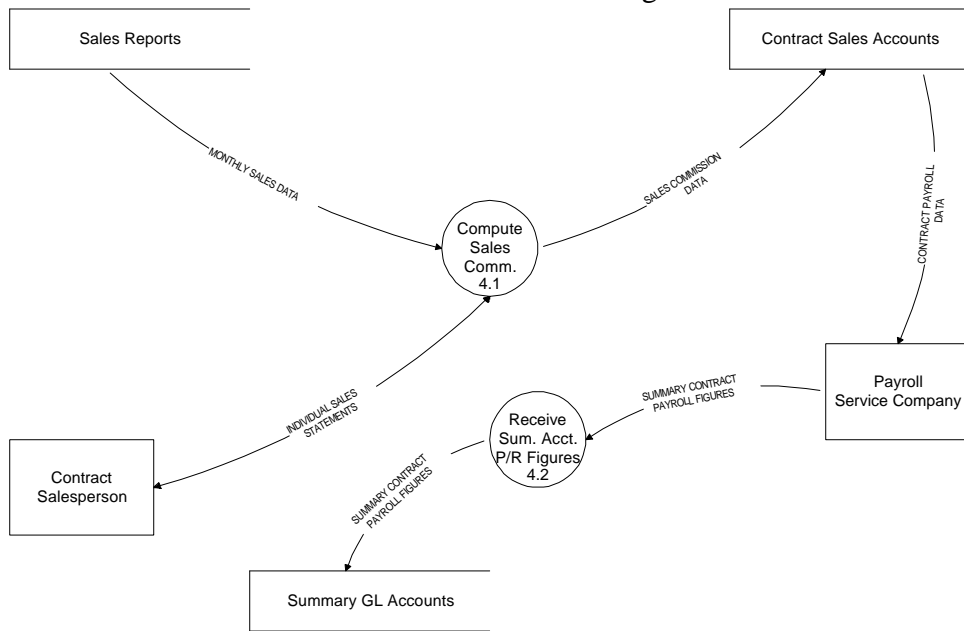 Sales Reports
Contract Sales Accounts
MONTHLY SALES DATA
SALES COMMISSION
DATA
CONTRACT PAYROLL
DATA
Compute
Sales
Comm.
4.1
INDIVIDUAL SALES
STATEMENTS
SUMMARY CONTRACT
PAYROLL FIGURES
Payroll
Service Company
Receive
Sum. Acct.
P/R Figures
4.2
Contract
Salesperson
SUMMARY CONTRACT
PAYROLL FIGURES
Summary GL Accounts